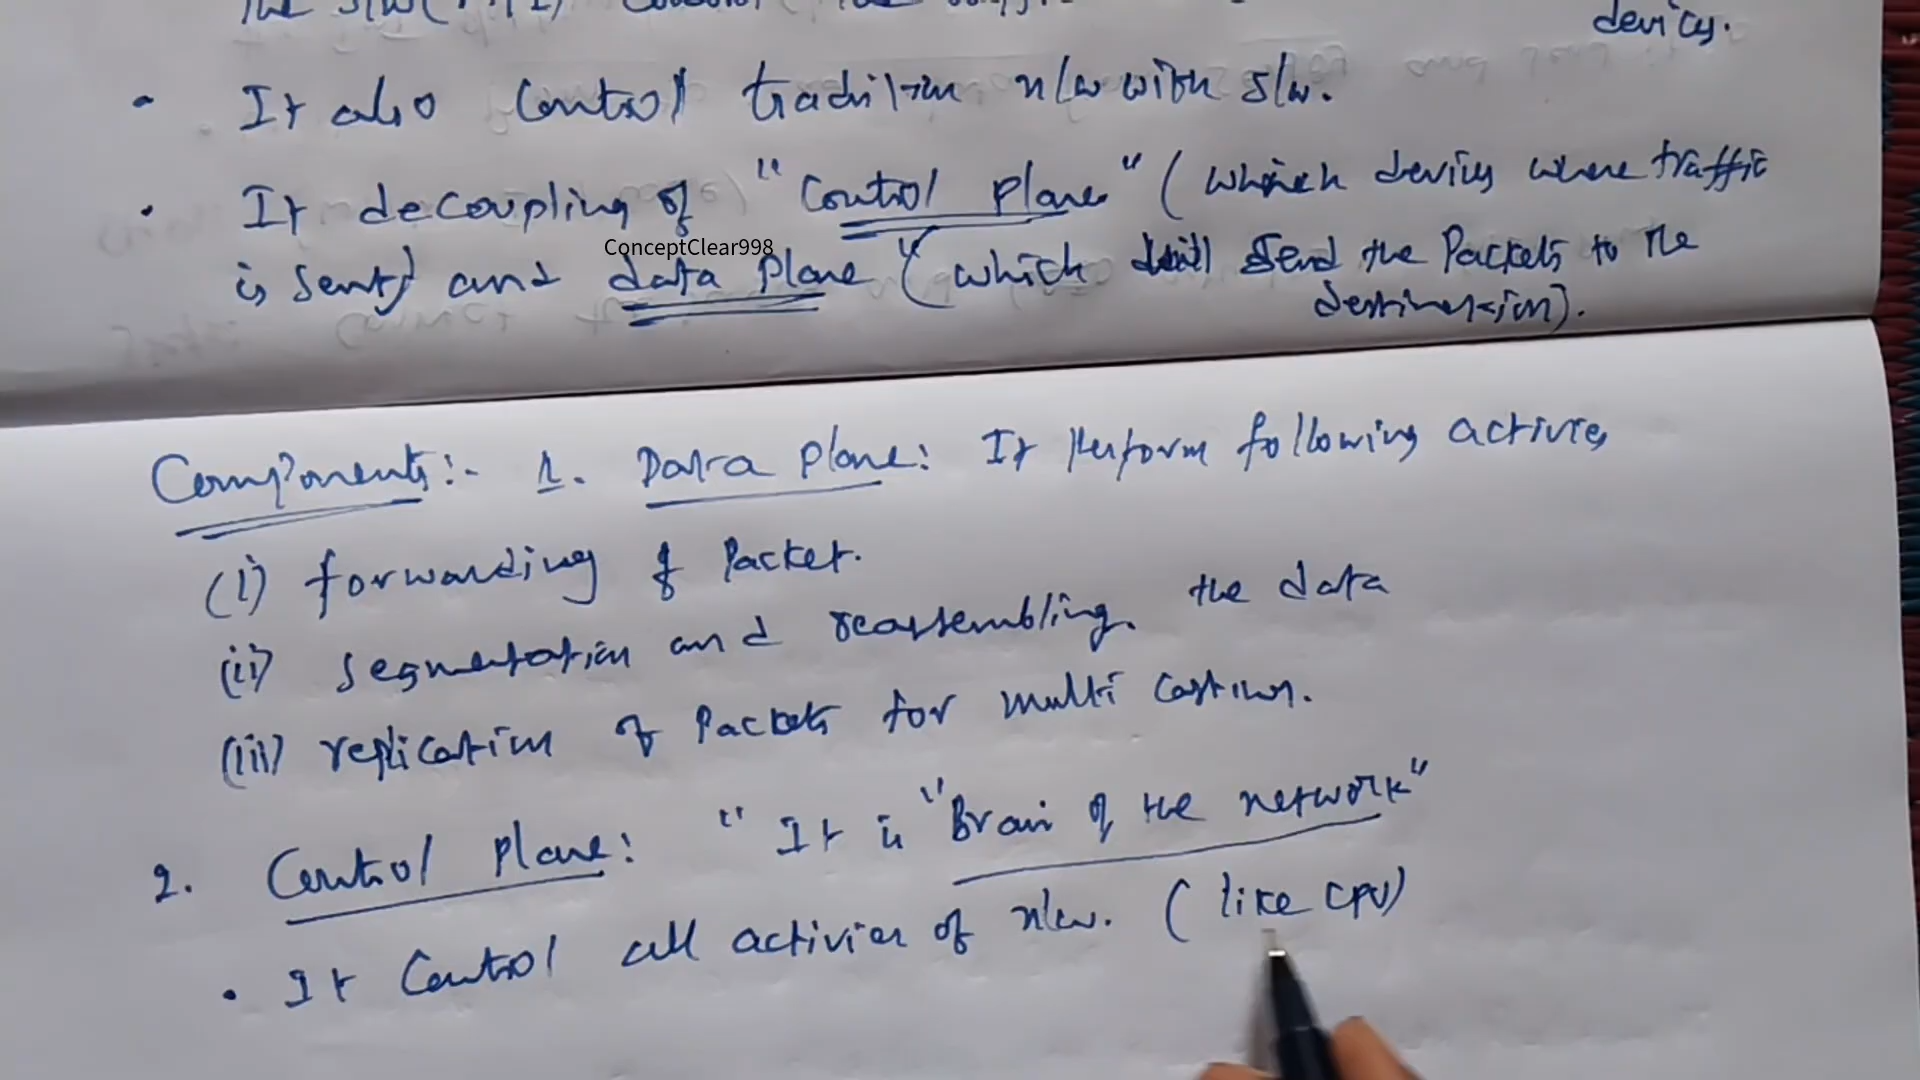 the s/w
devices.
• It also control tradition n/w with s/w.
• It decoupling of "Control plane" (which devices where traffic
ConceptClear998
is sent) and "data plane (which will send the Packets to the
destination).
Components:- 1. Data plane: It perform following activies
(i) forwarding of Packet.
(ii) segmentation and reassembling the data
(iii) replication of Packets for multi casting.
2. Control plane: "It is "Brain of the network"
• It Control all activies of n/w. (like CPU)